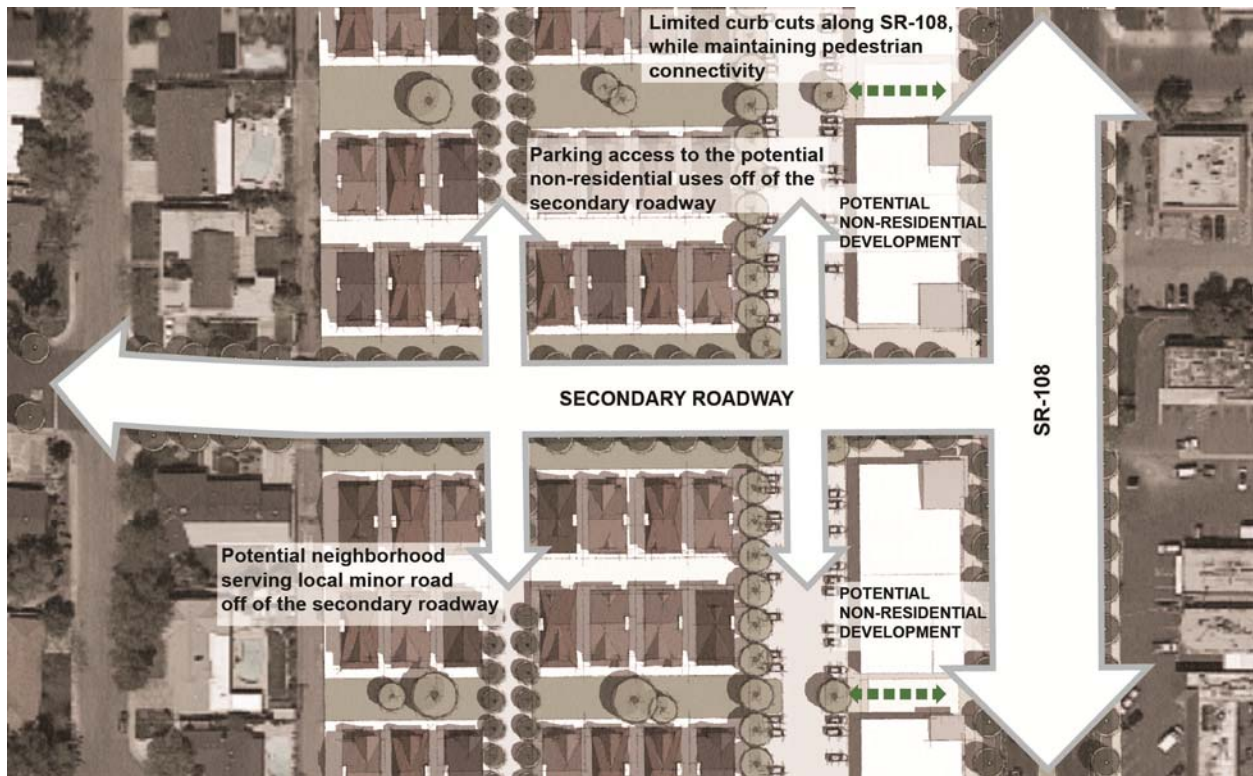 Limited curb cuts along SR-108,
while maintaining pedestrian
connectivity
Parking access to the potential
non-residential uses off of the
secondary roadway
POTENTIAL
NON-RESIDENTIAL
DEVELOPMENT
SECONDARY ROADWAY
SR-108
Potential neighborhood
serving local minor road
off of the secondary roadway
POTENTIAL
NON-RESIDENTIAL
DEVELOPMENT